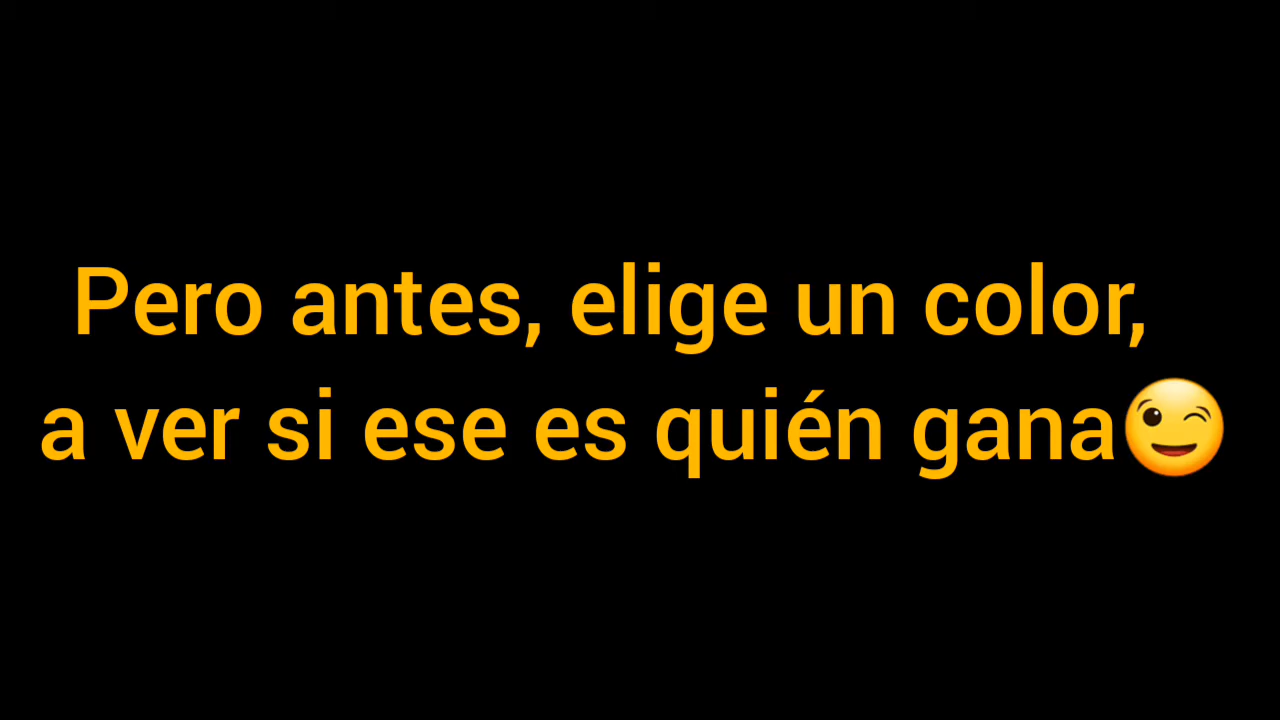 Pero antes, elige un color,
a ver si ese es quién gana😉